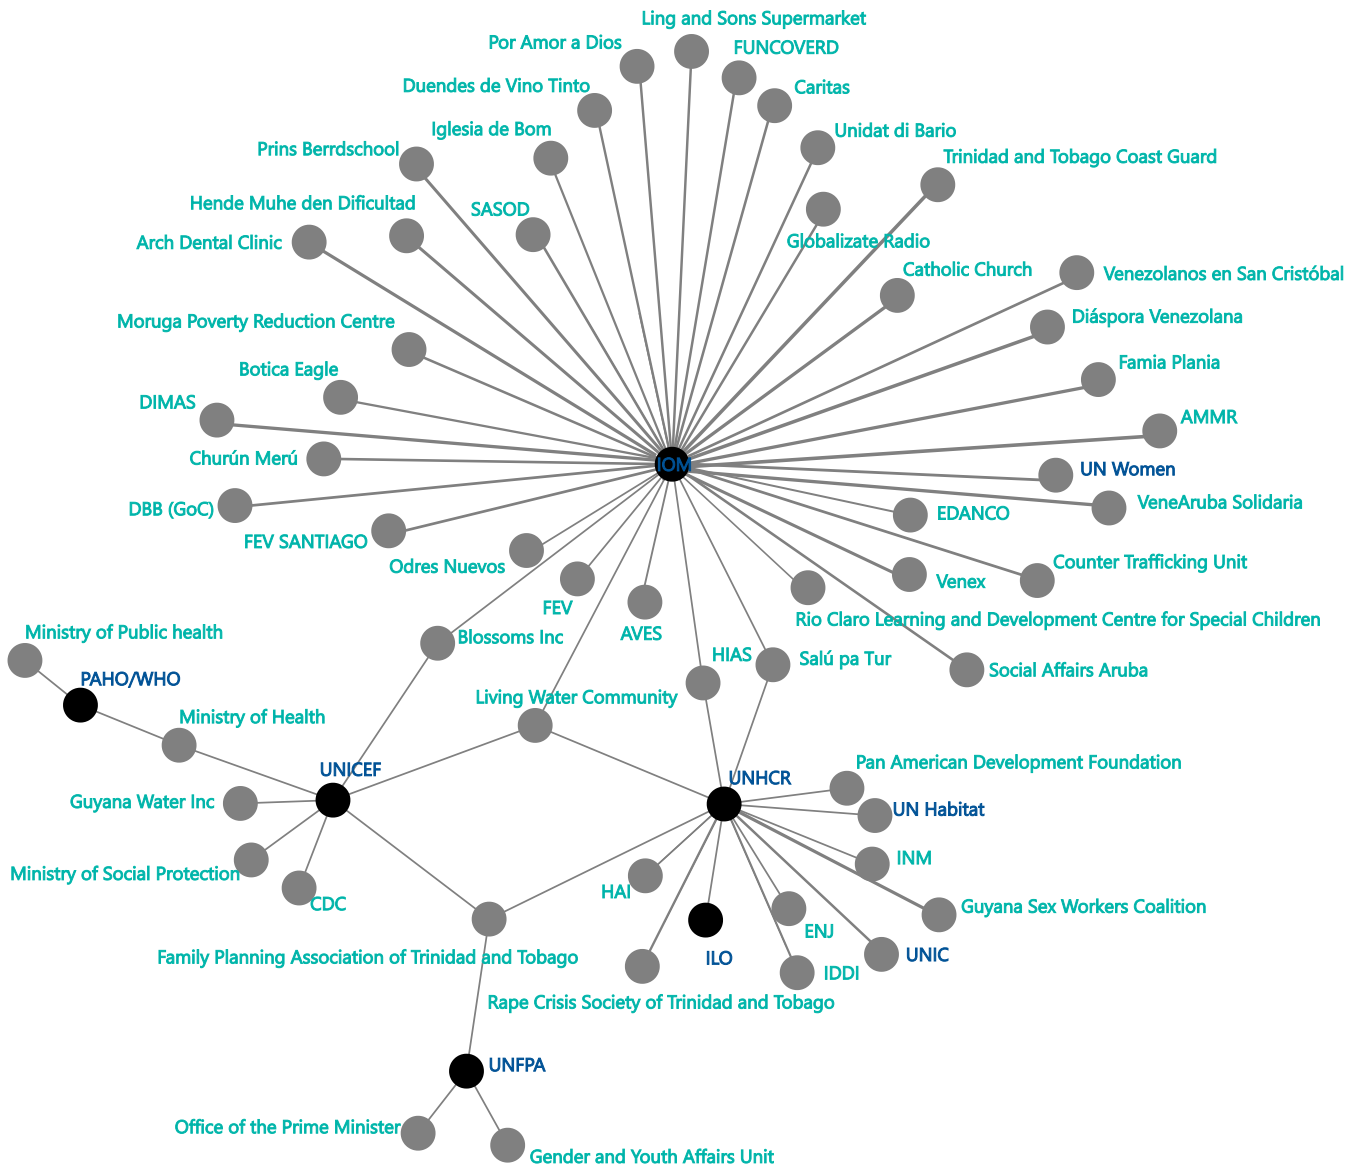 Ling and Sons Supermarket
Por Amor a Dios
FUNCOVERD
Duendes de Vino Tinto
Caritas
Iglesia de Bom
Unidat di Bario
Prins Berrdschool
Trinidad and Tobago Coast Guard
Hende Muhe den Dificultad
SASOD
Arch Dental Clinic
Globalizate Radio
Catholic Church
Venezolanos en San Cristóbal
Moruga Poverty Reduction Centre
Diáspora Venezolana
Botica Eagle
Famia Plania
DIMAS
AMMR
Churún Merú
IOM
UN Women
DBB (GoC)
VeneAruba Solidaria
EDANCO
FEV SANTIAGO
Odres Nuevos
Counter Trafficking Unit
Venex
FEV
AVES
Rio Claro Learning and Development Centre for Special Children
Ministry of Public health
Blossoms Inc
HIAS
Salú pa Tur
Social Affairs Aruba
PAHO/WHO
Living Water Community
Ministry of Health
UNICEF
UNHCR
Pan American Development Foundation
Guyana Water Inc
UN Habitat
INM
Ministry of Social Protection
HAI
CDC
Guyana Sex Workers Coalition
ENJ
Family Planning Association of Trinidad and Tobago
ILO
UNIC
IDDI
Rape Crisis Society of Trinidad and Tobago
UNFPA
Office of the Prime Minister
Gender and Youth Affairs Unit